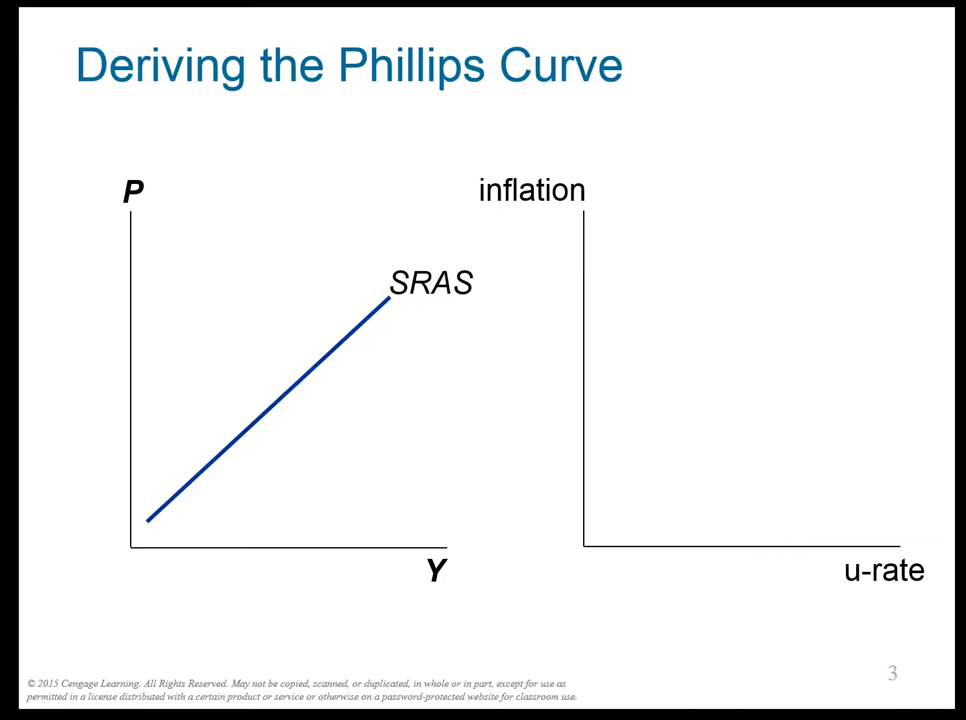 Deriving the Phillips Curve
P
inflation
SRAS
Y
u-rate
3
© 2015 Cengage Learning. All Rights Reserved. May not be copied, scanned, or duplicated, in whole or in part, except for use as
permitted in a license distributed with a certain product or service or otherwise on a password-protected website for classroom use.